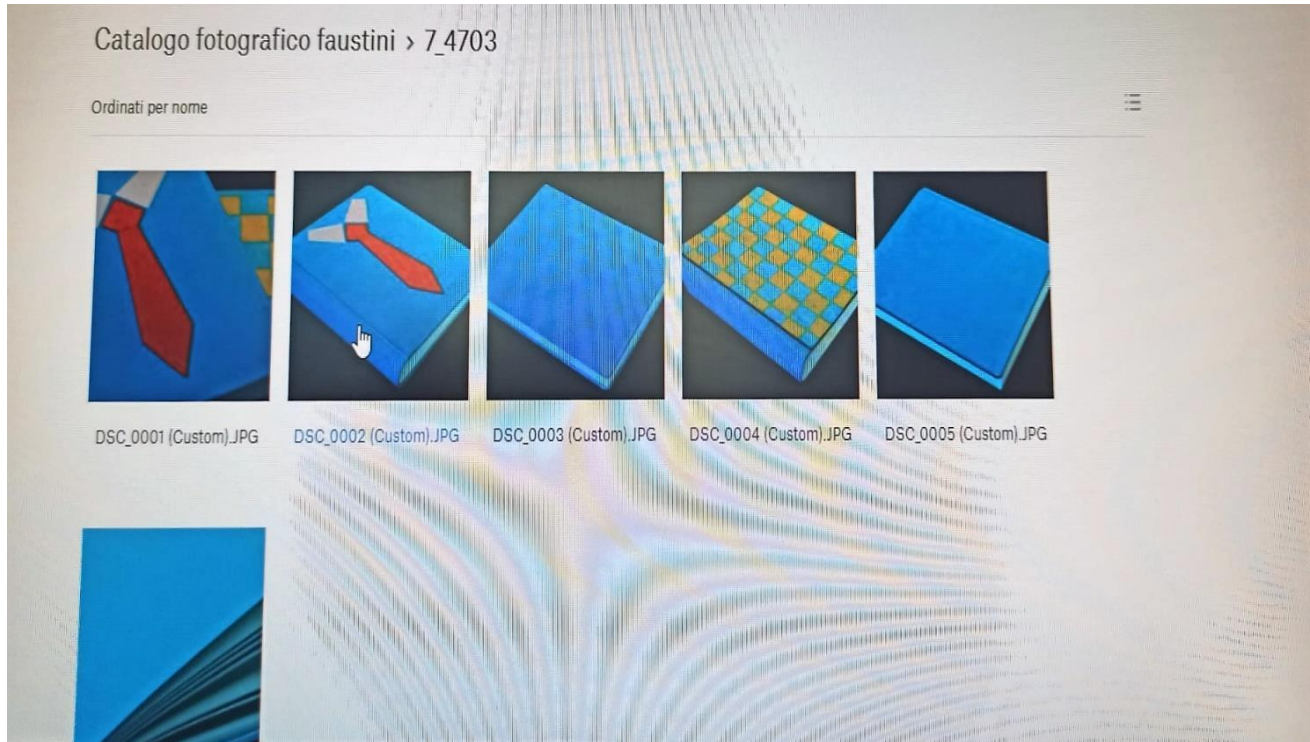 Catalogo fotografico faustini › 7_4703
Ordinati per nome
DSC_0001 (Custom).JPG
DSC_0002 (Custom).JPG
DSC_0003 (Custom).JPG
DSC_0004 (Custom).JPG
DSC_0005 (Custom).JPG